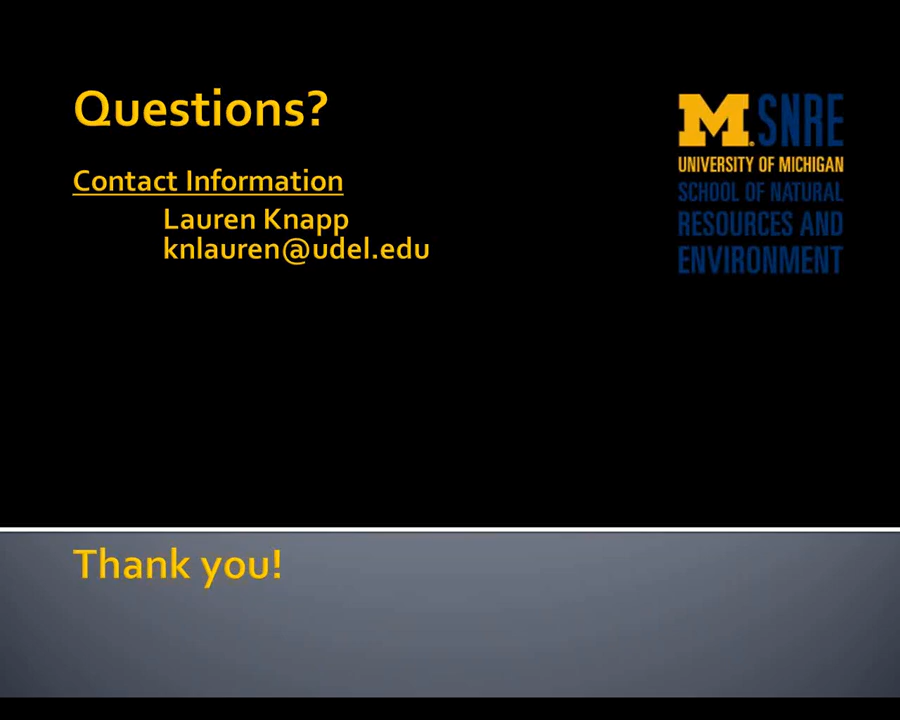 Questions?
Contact Information
Lauren Knapp
knlauren@udel.edu
M SNRE
UNIVERSITY OF MICHIGAN
SCHOOL OF NATURAL
RESOURCES AND
ENVIRONMENT
Thank you!